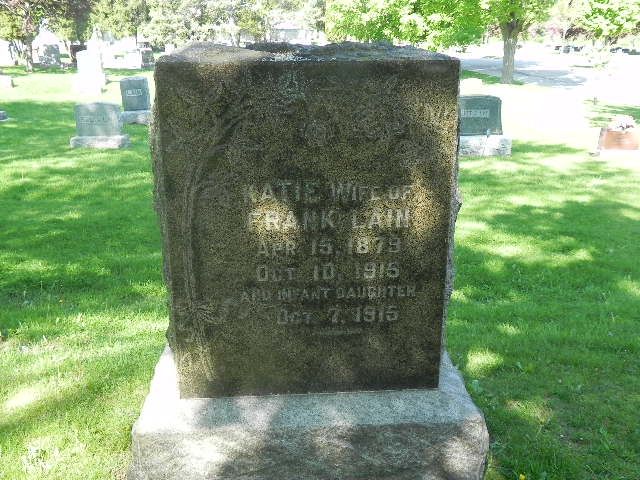 KATIE WIFE OF
FRANK LAIN
APR 15, 1879
OCT. 10, 1915
AND INFANT DAUGHTER
OCT 7, 1915